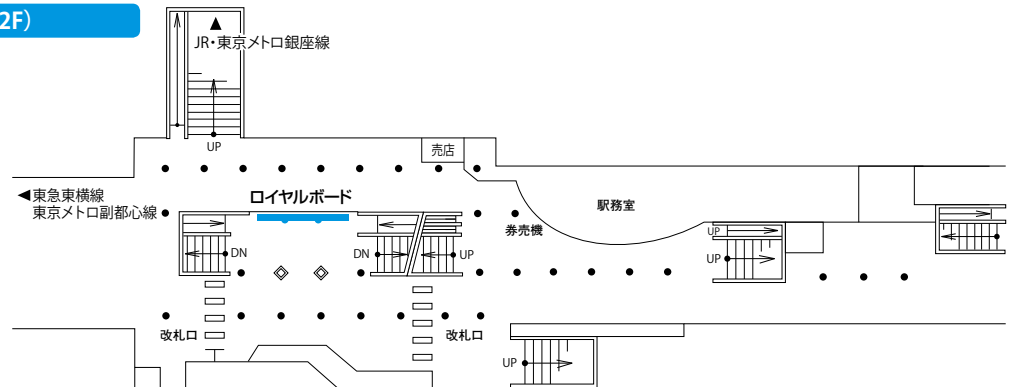 2F）
JR・東京メトロ銀座線
UP
売店
◀東急東横線
東京メトロ副都心線
ロイヤルボード
駅務室
券売機
UP
DN
DN
UP
UP
改札口
改札口
UP